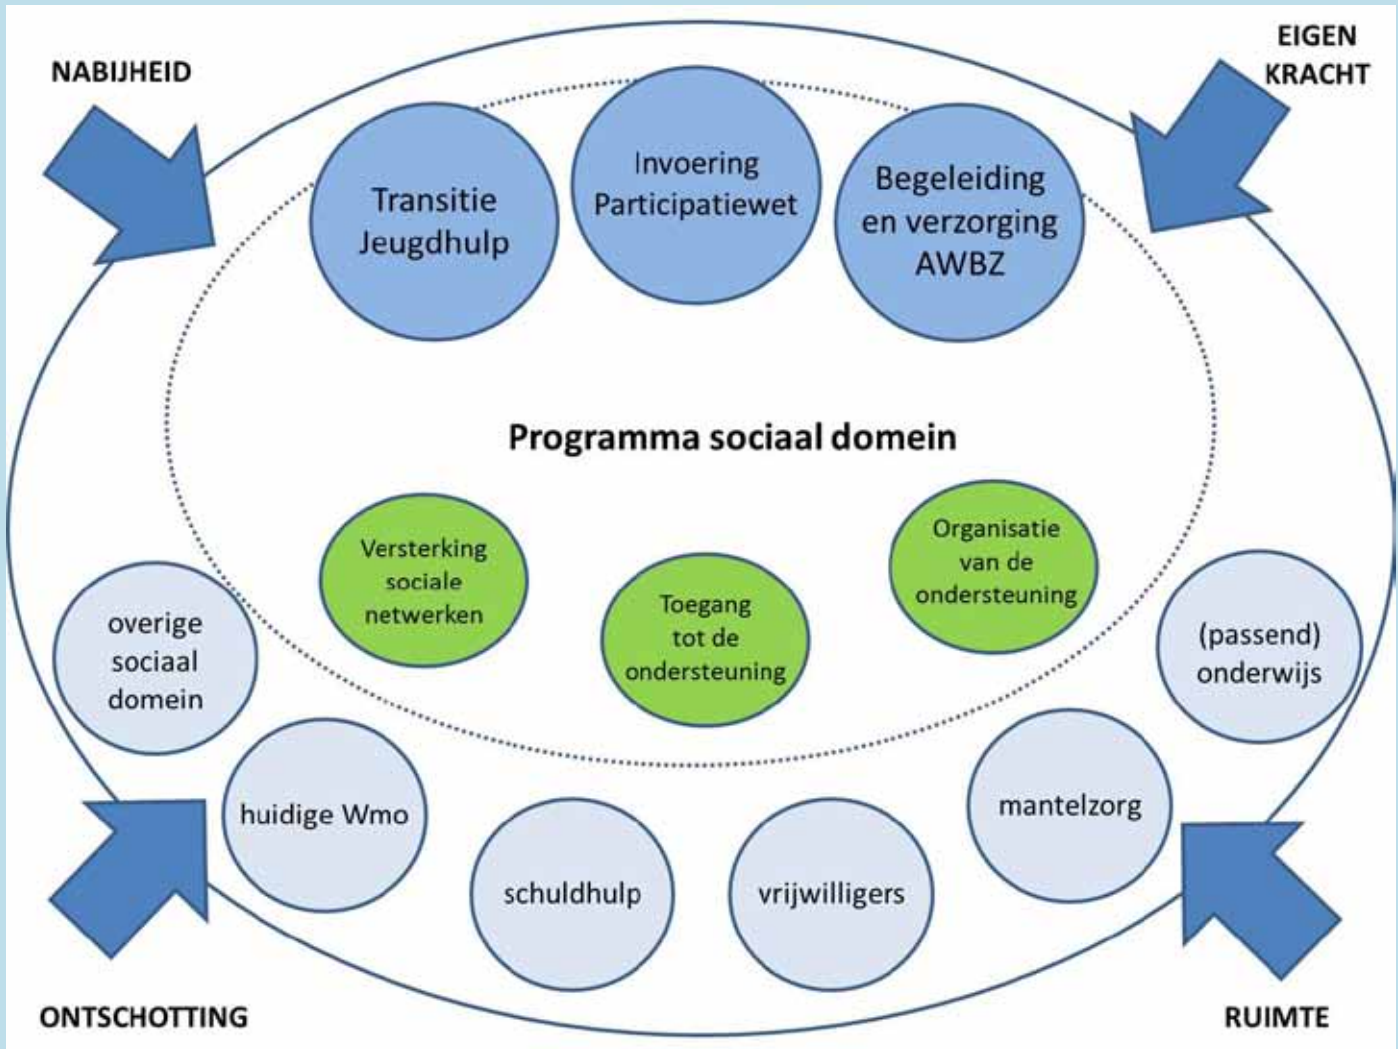 NABIJHEID
EIGEN
KRACHT
Transitie
Jeugdhulp
Invoering
Participatiewet
Begeleiding
en verzorging
AWBZ
Programma sociaal domein
Versterking
sociale
netwerken
Toegang
tot de
ondersteuning
Organisatie
van de
ondersteuning
overige
sociaal
domein
huidige Wmo
schuldhulp
vrijwilligers
mantelzorg
(passend)
onderwijs
ONTSCHOTTING
RUIMTE